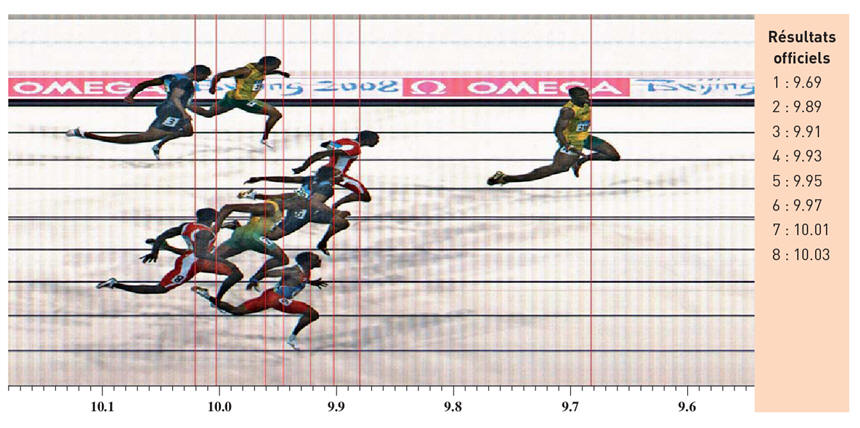 OMEGA Beijing 2008 Ω OMEGA Beijing
Résultats
officiels
1 : 9.69
2 : 9.89
3 : 9.91
4 : 9.93
5 : 9.95
6 : 9.97
7 : 10.01
8 : 10.03
10.1 10.0 9.9 9.8 9.7 9.6